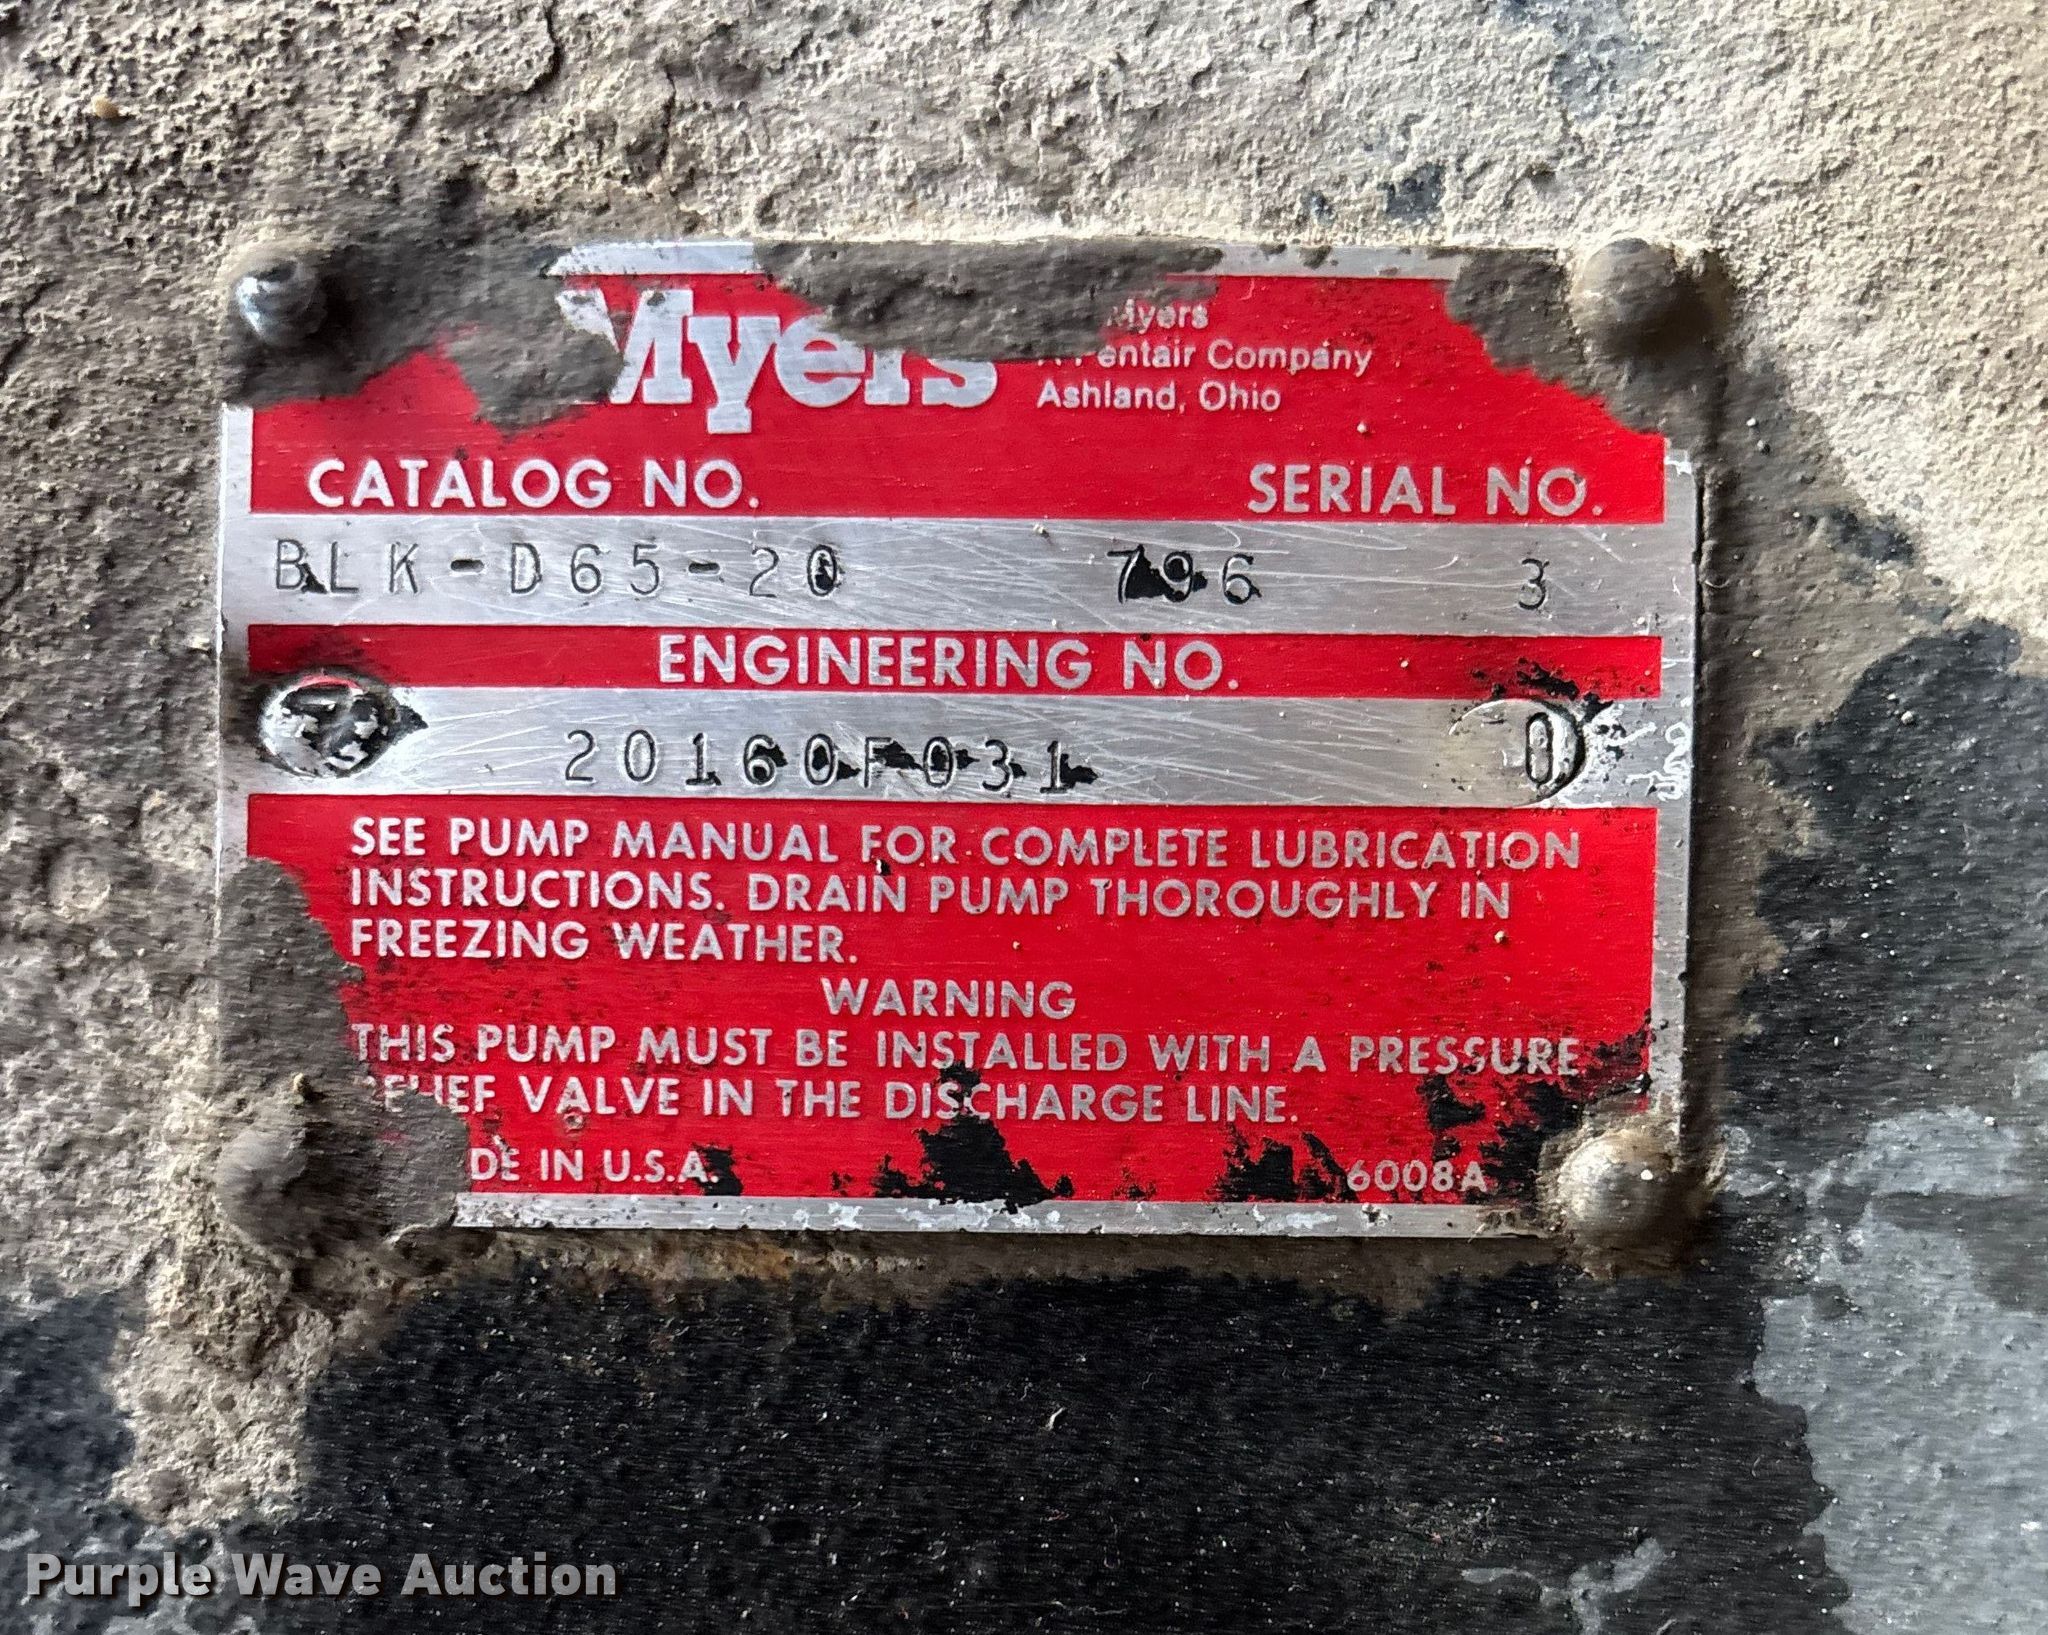 Myers
Myers
A Pentair Company
Ashland, Ohio
CATALOG NO. SERIAL NO.
BLK-D65-20 796 3
ENGINEERING NO.
20160F031 0
SEE PUMP MANUAL FOR COMPLETE LUBRICATION
INSTRUCTIONS. DRAIN PUMP THOROUGHLY IN
FREEZING WEATHER.
WARNING
THIS PUMP MUST BE INSTALLED WITH A PRESSURE
RELIEF VALVE IN THE DISCHARGE LINE.
DE IN U.S.A.
6008A
Purple Wave Auction